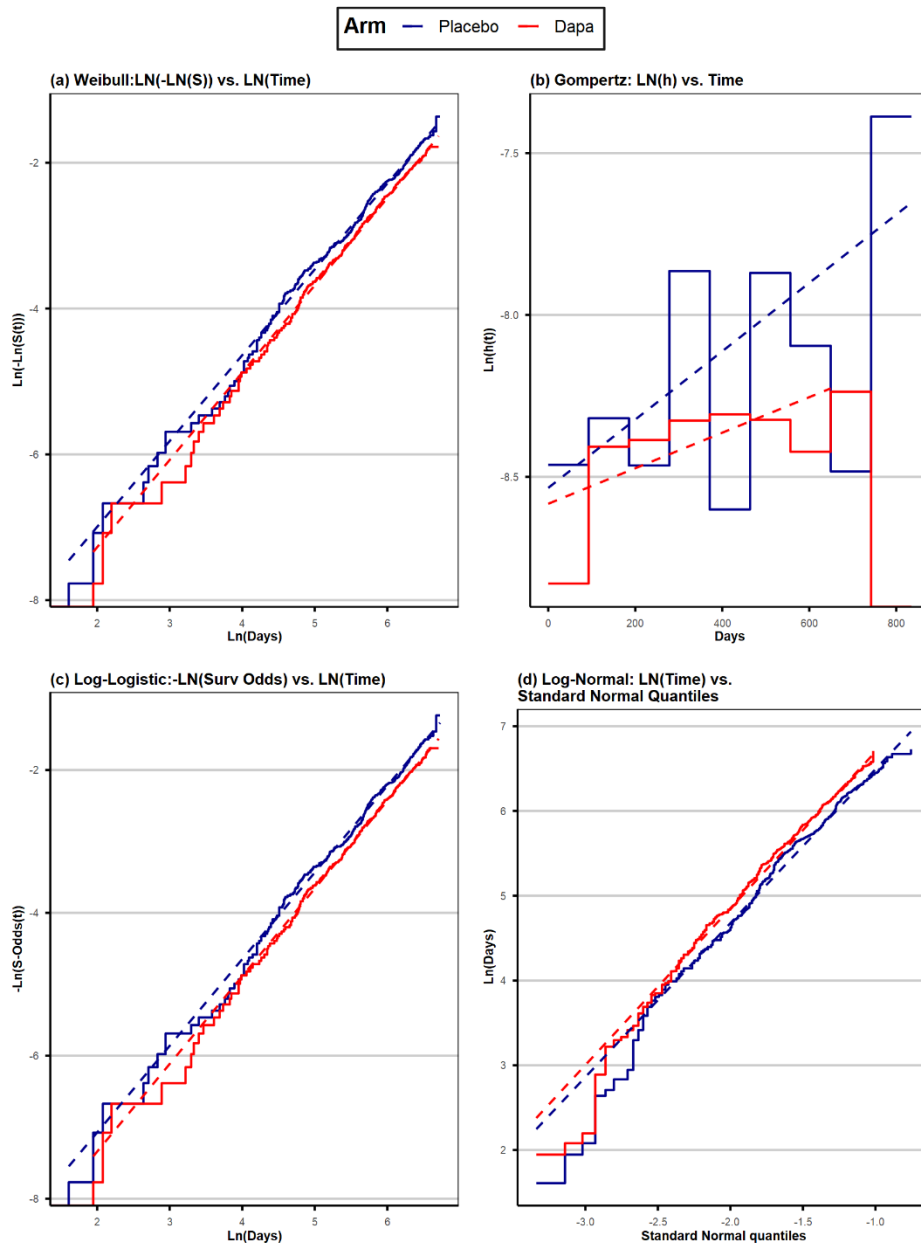 Arm Placebo Dapa
(a) Weibull:LN(-LN(S)) vs. LN(Time)
Ln(-Ln(S(t)))
-2
-4
-6
-8
2 3 4 5 6
Ln(Days)
(b) Gompertz: LN(h) vs. Time
Ln(h(t))
-7.5
-8.0
-8.5
0 200 400 600 800
Days
(c) Log-Logistic:-LN(Surv Odds) vs. LN(Time)
-Ln(S-Odds(t))
-2
-4
-6
-8
2 3 4 5 6
Ln(Days)
(d) Log-Normal: LN(Time) vs.
Standard Normal Quantiles
Ln(Days)
7
6
5
4
3
2
-3.0 -2.5 -2.0 -1.5 -1.0
Standard Normal quantiles